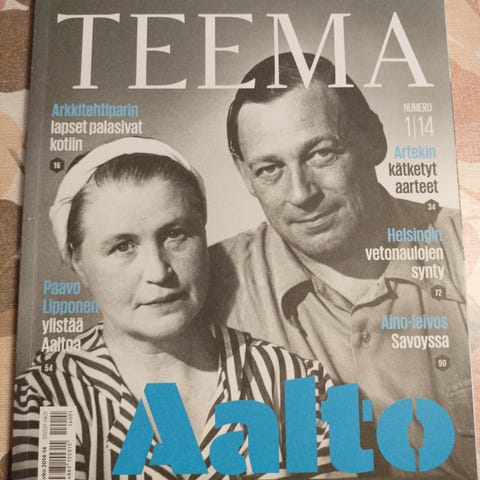 TEEMA
Arkkitehtiparin
lapset palasivat
kotiin
16
NUMERO
1|14
Artekin
kätketyt
aarteet
34
Helsingin
vetonaulojen
synty
72
Paavo
Lipponen
ylistää
Aaltoa
54
Aino-leivos
Savoyssa
90
Aalto